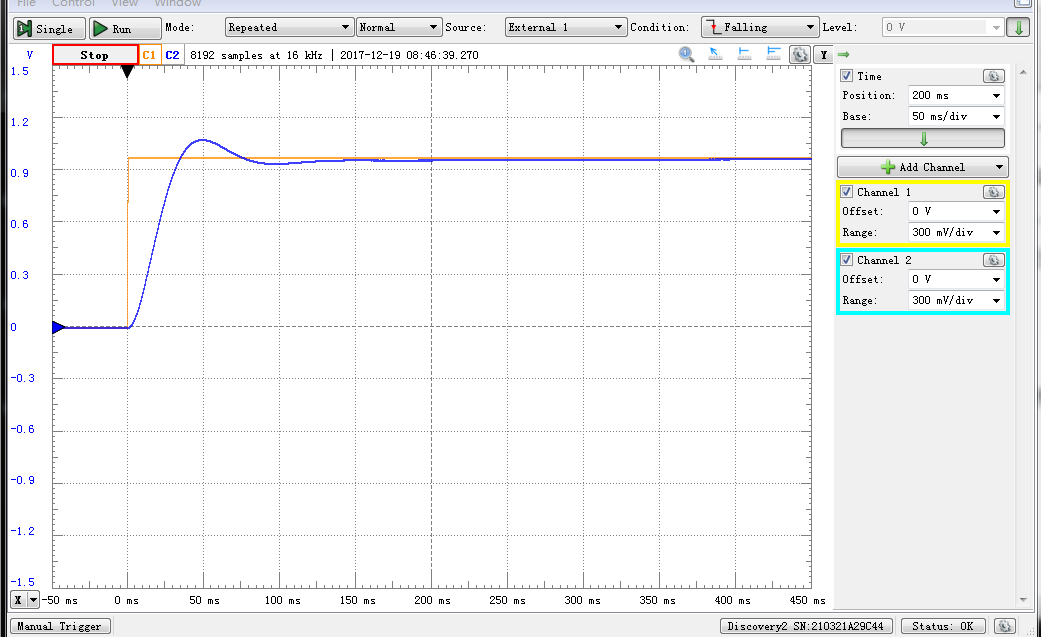 File Control View Window
Single Run Mode: Repeated Normal Source: External 1 Condition: Falling Level: 0 V
V Stop C1 C2 8192 samples at 16 kHz | 2017-12-19 08:46:39.270 Y
1.5
1.2
0.9
0.6
0.3
0
-0.3
-0.6
-0.9
-1.2
-1.5
X -50 ms 0 ms 50 ms 100 ms 150 ms 200 ms 250 ms 300 ms 350 ms 400 ms 450 ms
Time
Position: 200 ms
Base: 50 ms/div
Add Channel
Channel 1
Offset: 0 V
Range: 300 mV/div
Channel 2
Offset: 0 V
Range: 300 mV/div
Manual Trigger Discovery2 SN:210321A29C44 Status: OK